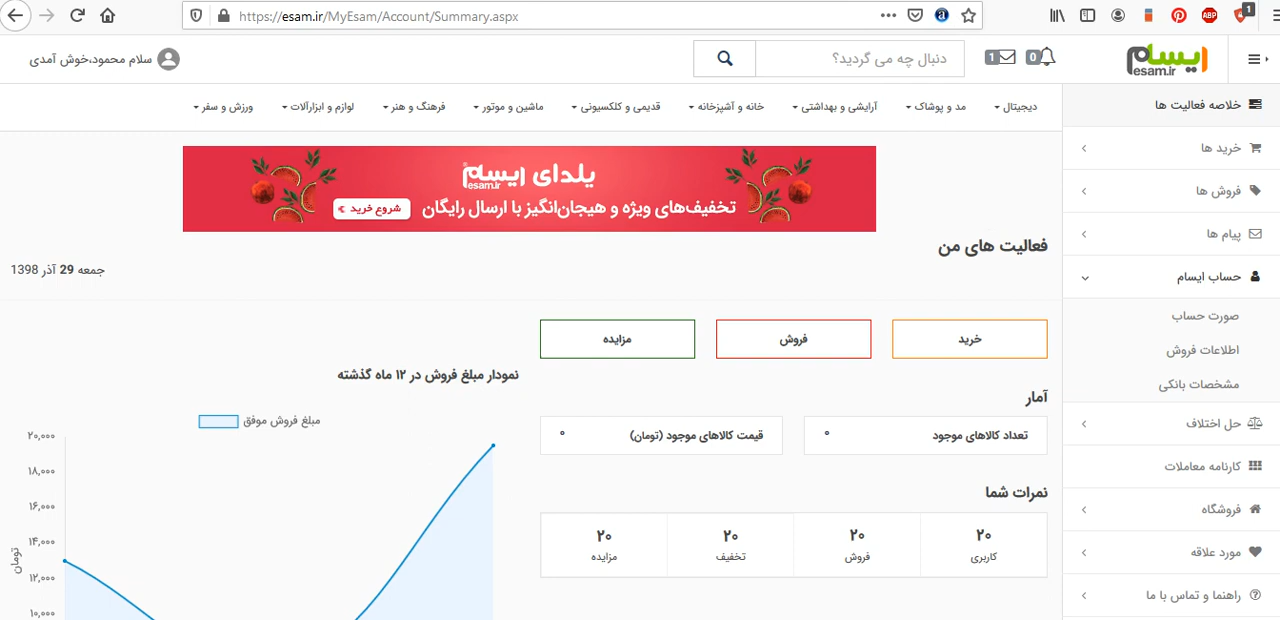 https://esam.ir/MyEsam/Account/Summary.aspx
ABP
1
ایسام
esam.ir
0
1
دنبال چه می گردید؟
سلام محمود،خوش آمدی
دیجیتال
مد و پوشاک
آرایشی و بهداشتی
خانه و آشپزخانه
قدیمی و کلکسیونی
ماشین و موتور
فرهنگ و هنر
لوازم و ابزارآلات
ورزش و سفر
خلاصه فعالیت ها
خرید ها
فروش ها
پیام ها
حساب ایسام
صورت حساب
اطلاعات فروش
مشخصات بانکی
حل اختلاف
کارنامه معاملات
فروشگاه
مورد علاقه
راهنما و تماس با ما
یلدای ایسام
esam.ir
تخفیف‌های ویژه و هیجان‌انگیز با ارسال رایگان
شروع خرید
فعالیت های من
جمعه 29 آذر 1398
خرید
فروش
مزایده
آمار
تعداد کالاهای موجود ۰
قیمت کالاهای موجود (تومان) ۰
نمرات شما
۲۰ ۲۰ ۲۰ ۲۰
کاربری فروش تخفیف مزایده
نمودار مبلغ فروش در ۱۲ ماه گذشته
مبلغ فروش موفق
۲۰,۰۰۰
۱۸,۰۰۰
۱۶,۰۰۰
۱۴,۰۰۰
۱۲,۰۰۰
۱۰,۰۰۰
تومان